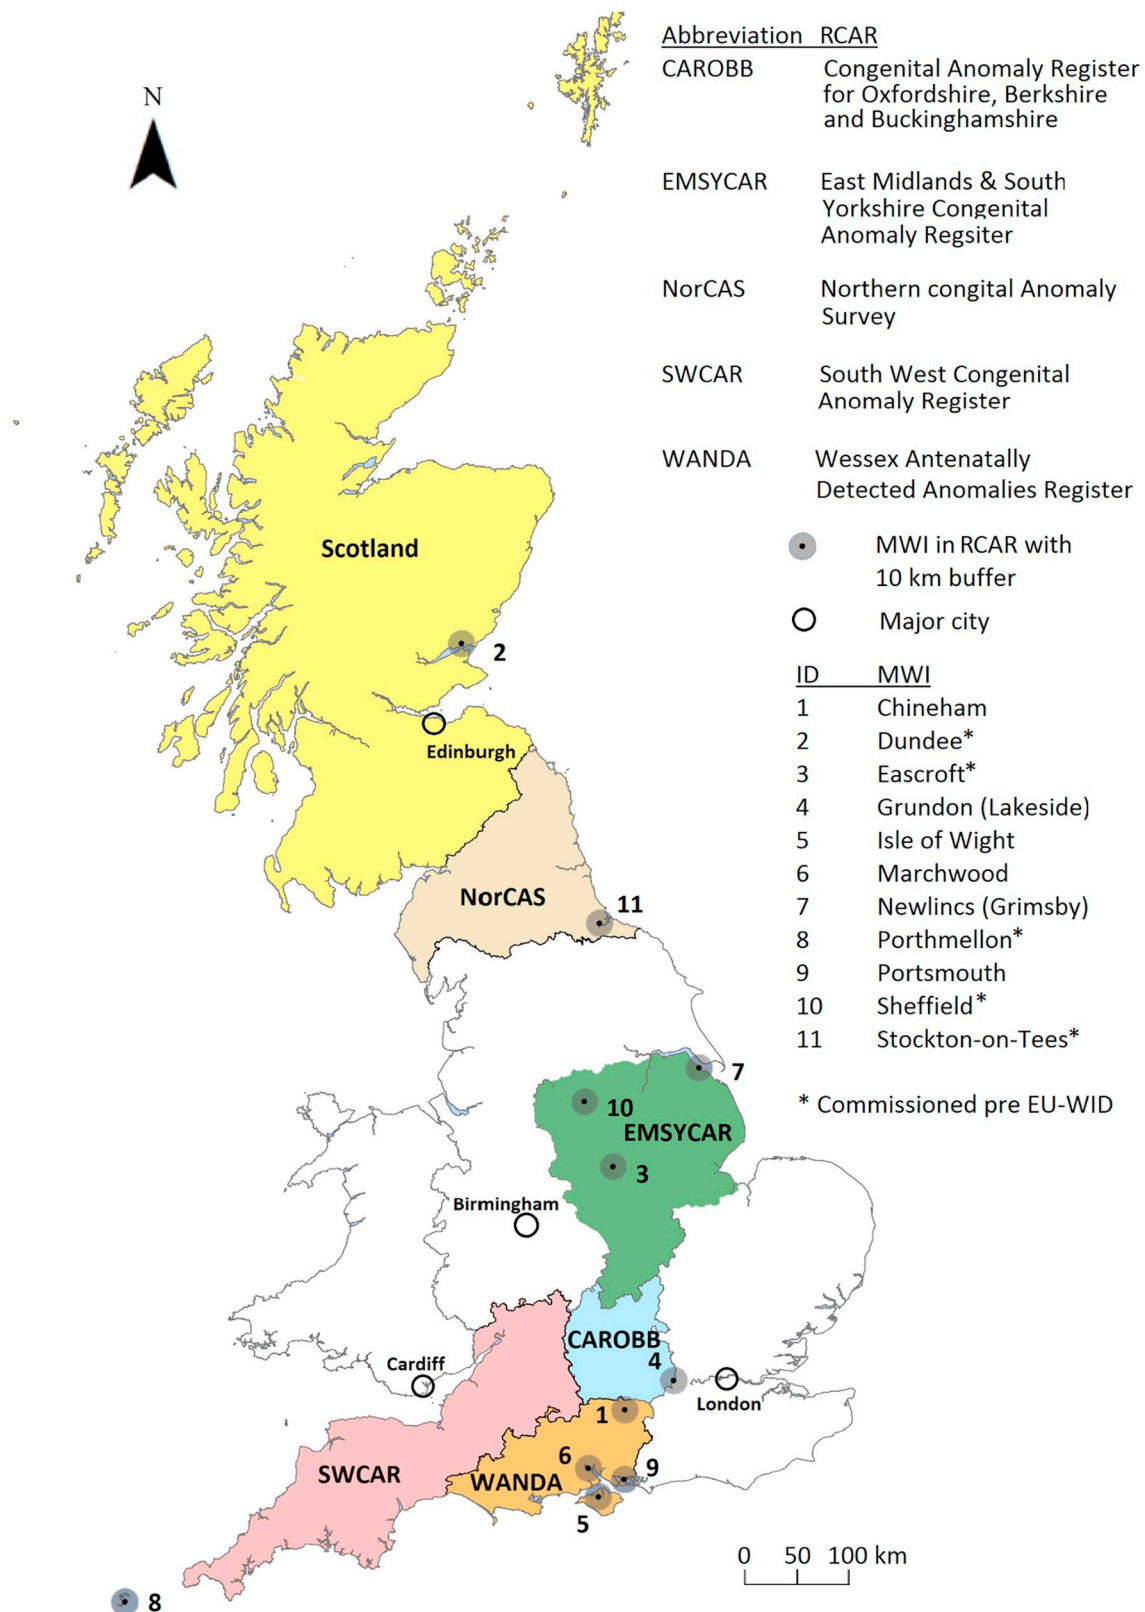 N
Abbreviation RCAR
CAROBB Congenital Anomaly Register
for Oxfordshire, Berkshire
and Buckinghamshire
EMSYCAR East Midlands & South
Yorkshire Congenital
Anomaly Regsiter
NorCAS Northern congital Anomaly
Survey
SWCAR South West Congenital
Anomaly Register
WANDA Wessex Antenatally
Detected Anomalies Register
MWI in RCAR with
10 km buffer
Major city
ID MWI
1 Chineham
2 Dundee*
3 Eascroft*
4 Grundon (Lakeside)
5 Isle of Wight
6 Marchwood
7 Newlincs (Grimsby)
8 Porthmellon*
9 Portsmouth
10 Sheffield*
11 Stockton-on-Tees*
* Commissioned pre EU-WID
Scotland
2
Edinburgh
NorCAS
11
7
10
EMSYCAR
3
Birmingham
CAROBB
4
Cardiff
London
1
6
9
SWCAR
WANDA
5
8
0 50 100 km